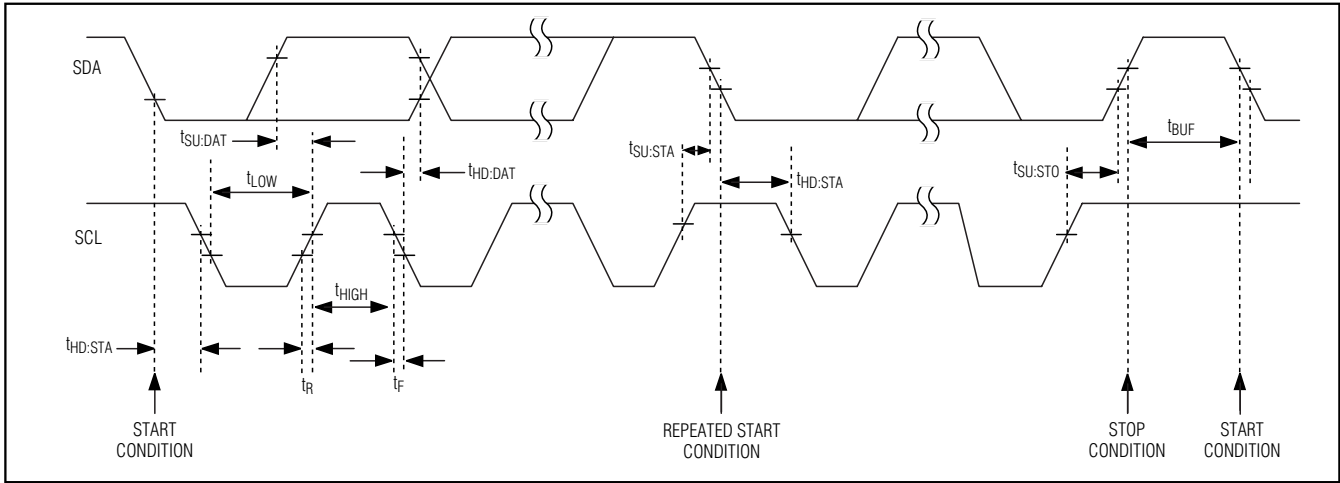 SDA
tSU:DAT
tLOW
tHD:DAT
tSU:STA
tHD:STA
tSU:STO
tBUF
SCL
tHIGH
tHD:STA
tR
tF
START
CONDITION
REPEATED START
CONDITION
STOP
CONDITION
START
CONDITION